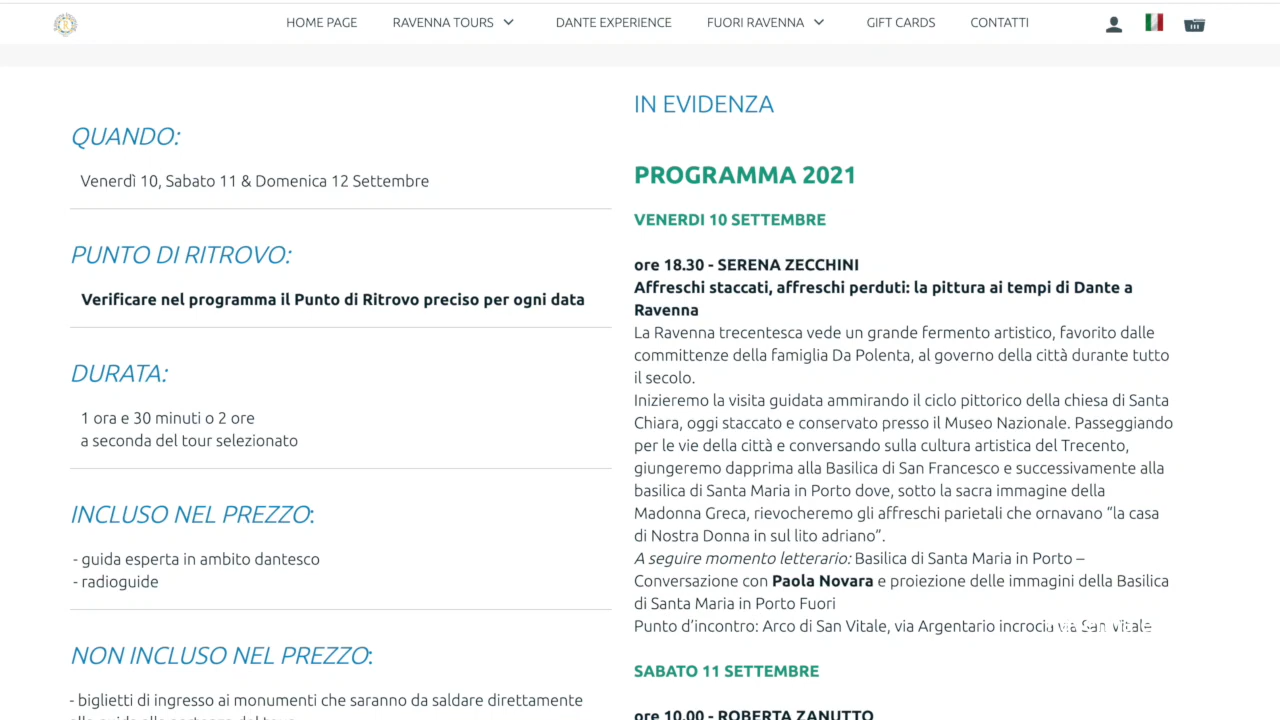 HOME PAGE RAVENNA TOURS DANTE EXPERIENCE FUORI RAVENNA GIFT CARDS CONTATTI
QUANDO:
Venerdì 10, Sabato 11 & Domenica 12 Settembre
PUNTO DI RITROVO:
Verificare nel programma il Punto di Ritrovo preciso per ogni data
DURATA:
1 ora e 30 minuti o 2 ore
a seconda del tour selezionato
INCLUSO NEL PREZZO:
- guida esperta in ambito dantesco
- radioguide
NON INCLUSO NEL PREZZO:
- biglietti di ingresso ai monumenti che saranno da saldare direttamente
IN EVIDENZA
PROGRAMMA 2021
VENERDI 10 SETTEMBRE
ore 18.30 - SERENA ZECCHINI
Affreschi staccati, affreschi perduti: la pittura ai tempi di Dante a
Ravenna
La Ravenna trecentesca vede un grande fermento artistico, favorito dalle
committenze della famiglia Da Polenta, al governo della città durante tutto
il secolo.
Inizieremo la visita guidata ammirando il ciclo pittorico della chiesa di Santa
Chiara, oggi staccato e conservato presso il Museo Nazionale. Passeggiando
per le vie della città e conversando sulla cultura artistica del Trecento,
giungeremo dapprima alla Basilica di San Francesco e successivamente alla
basilica di Santa Maria in Porto dove, sotto la sacra immagine della
Madonna Greca, rievocheremo gli affreschi parietali che ornavano “la casa
di Nostra Donna in sul lito adriano”.
A seguire momento letterario: Basilica di Santa Maria in Porto –
Conversazione con Paola Novara e proiezione delle immagini della Basilica
di Santa Maria in Porto Fuori
Punto d’incontro: Arco di San Vitale, via Argentario incrocio via San Vitale
SABATO 11 SETTEMBRE
ore 10.00 - ROBERTA ZANUTTO